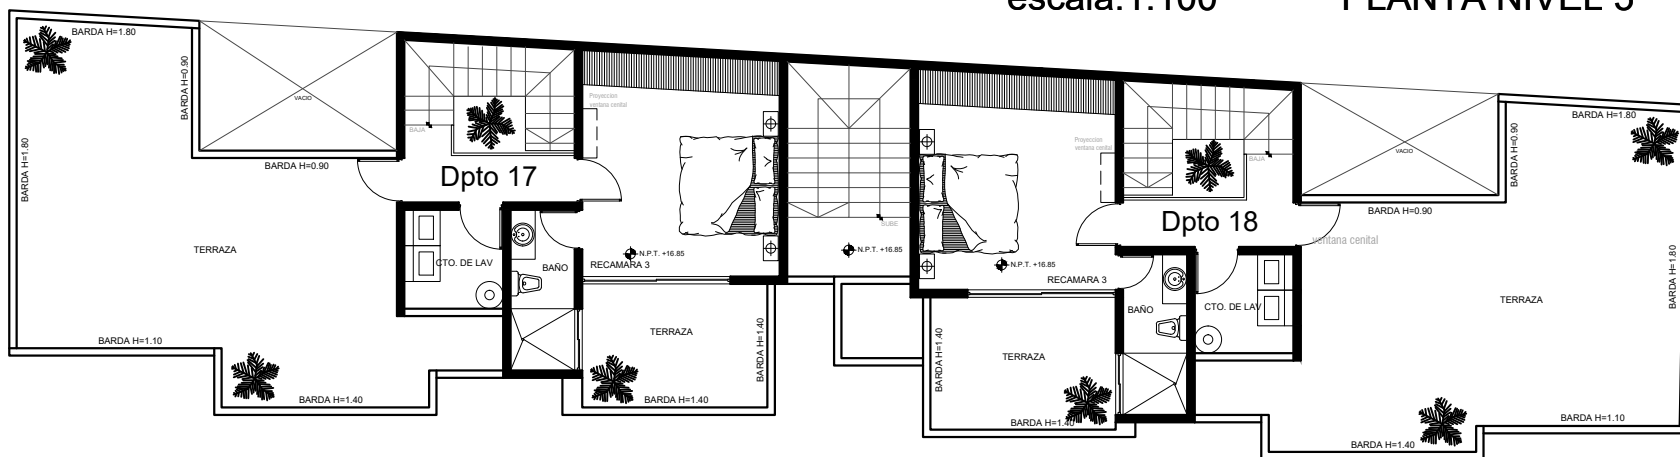 escala:1:100
PLANTA NIVEL 5
BARDA H=1.80
BARDA H=0.90
VACIO
BARDA H=1.80
BARDA H=0.90
BAJA
Dpto 17
Proyeccion
ventana cenital
TERRAZA
CTO. DE LAV
BAÑO
N.P.T. +16.85
RECAMARA 3
BARDA H=1.10
BARDA H=1.40
TERRAZA
BARDA H=1.40
BARDA H=1.40
SUBE
N.P.T. +16.85
Proyeccion
ventana cenital
BAJA
Dpto 18
N.P.T. +16.85
RECAMARA 3
BAÑO
CTO. DE LAV
TERRAZA
BARDA H=1.40
BARDA H=1.40
VACIO
BARDA H=0.90
BARDA H=1.80
BARDA H=0.90
ventana cenital
TERRAZA
BARDA H=1.80
BARDA H=1.10
BARDA H=1.40